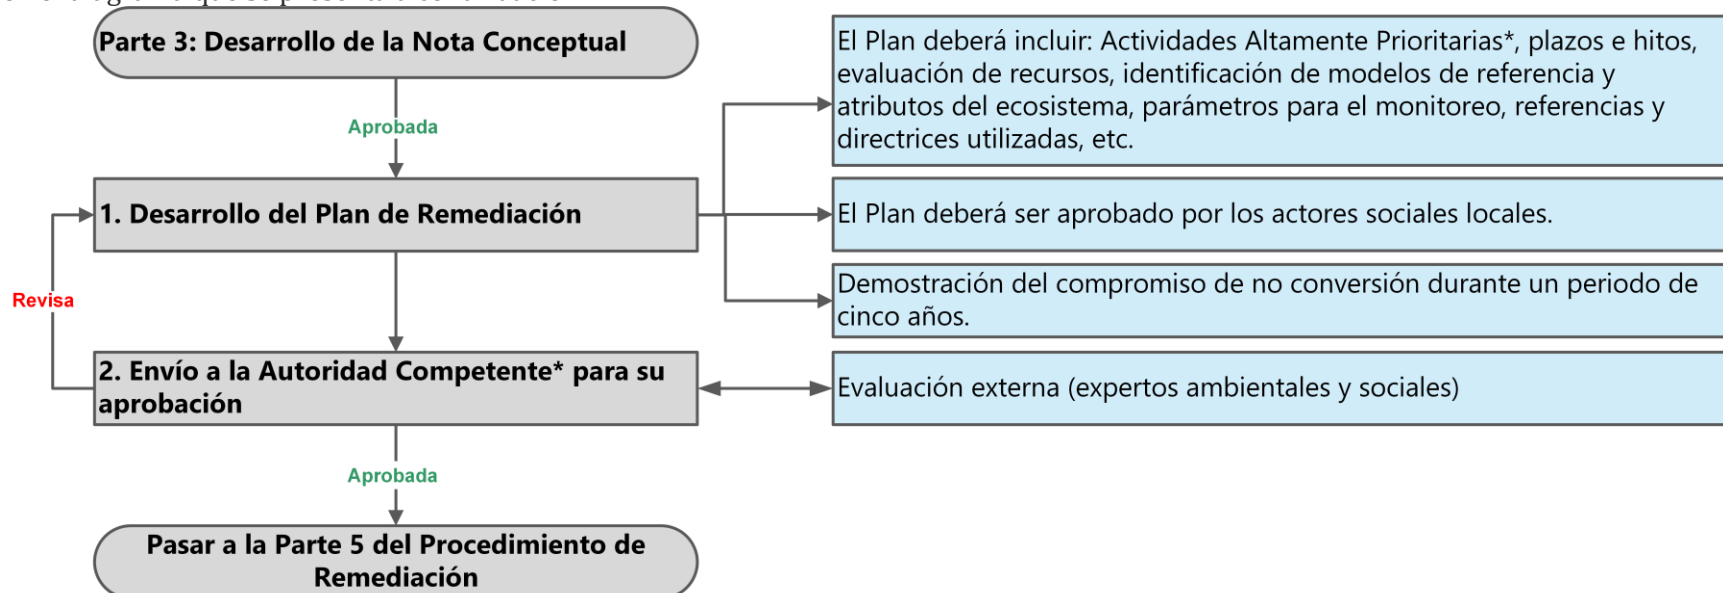 Parte 3: Desarrollo de la Nota Conceptual
Aprobada
El Plan deberá incluir: Actividades Altamente Prioritarias*, plazos e hitos,
evaluación de recursos, identificación de modelos de referencia y
atributos del ecosistema, parámetros para el monitoreo, referencias y
directrices utilizadas, etc.
1. Desarrollo del Plan de Remediación
El Plan deberá ser aprobado por los actores sociales locales.
Demostración del compromiso de no conversión durante un periodo de
cinco años.
Revisa
2. Envío a la Autoridad Competente* para su
aprobación
Evaluación externa (expertos ambientales y sociales)
Aprobada
Pasar a la Parte 5 del Procedimiento de
Remediación